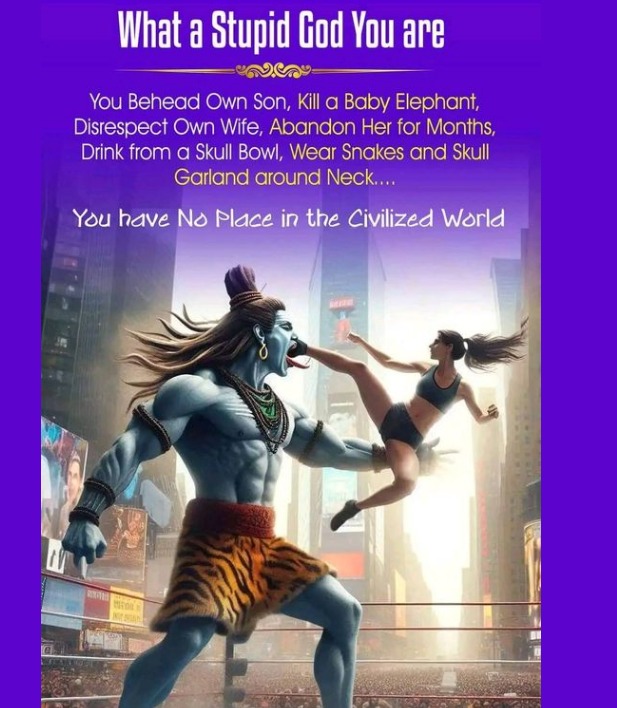 What a Stupid God You are
You Behead Own Son, Kill a Baby Elephant,
Disrespect Own Wife, Abandon Her for Months,
Drink from a Skull Bowl, Wear Snakes and Skull
Garland around Neck....
You have No Place in the Civilized World